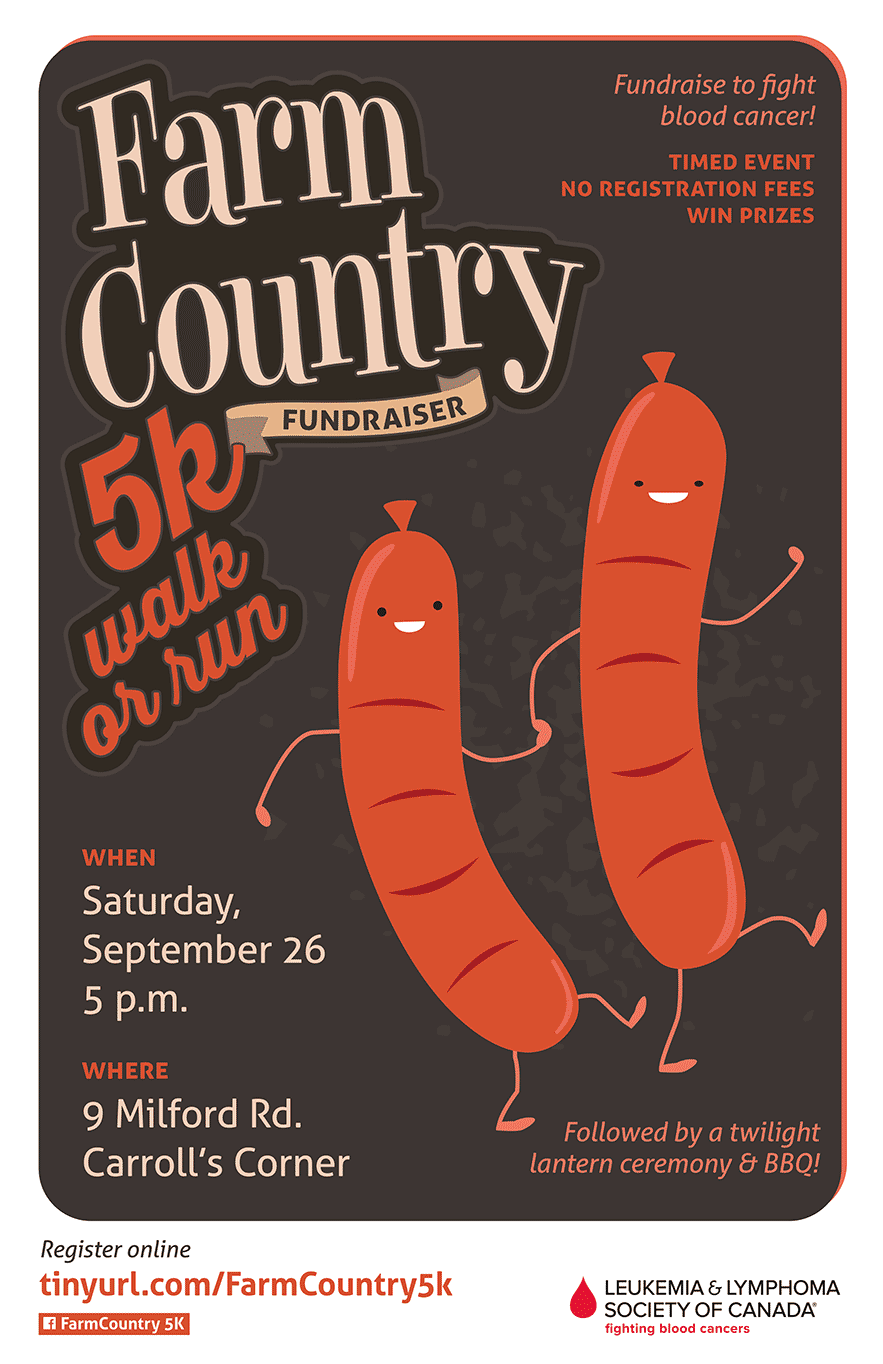 Farm
Country
FUNDRAISER
5k
walk
or run
Fundraise to fight
blood cancer!
TIMED EVENT
NO REGISTRATION FEES
WIN PRIZES
WHEN
Saturday,
September 26
5 p.m.
WHERE
9 Milford Rd.
Carroll's Corner
Followed by a twilight
lantern ceremony & BBQ!
Register online
tinyurl.com/FarmCountry5k
f FarmCountry 5K
LEUKEMIA & LYMPHOMA
SOCIETY OF CANADA®
fighting blood cancers